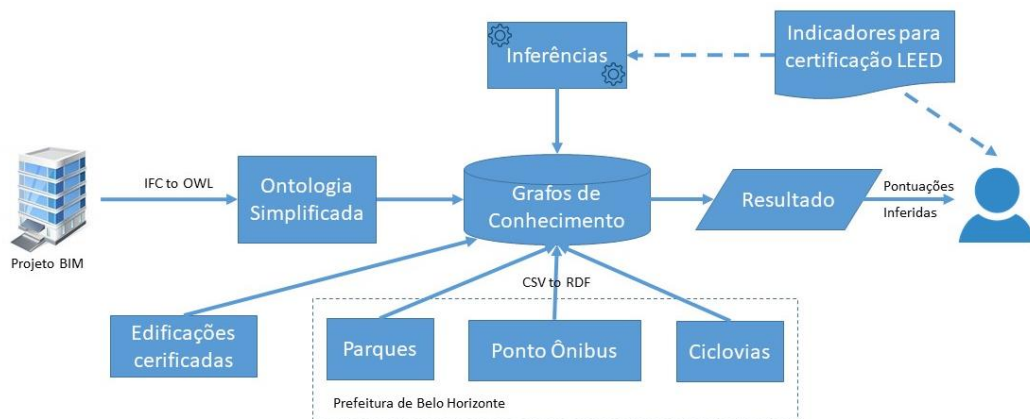 Inferências
Indicadores para
certificação LEED
IFC to OWL
Projeto BIM
Ontologia
Simplificada
Grafos de
Conhecimento
Resultado
Pontuações
Inferidas
CSV to RDF
Edificações
cerificadas
Parques
Ponto Ônibus
Ciclovias
Prefeitura de Belo Horizonte